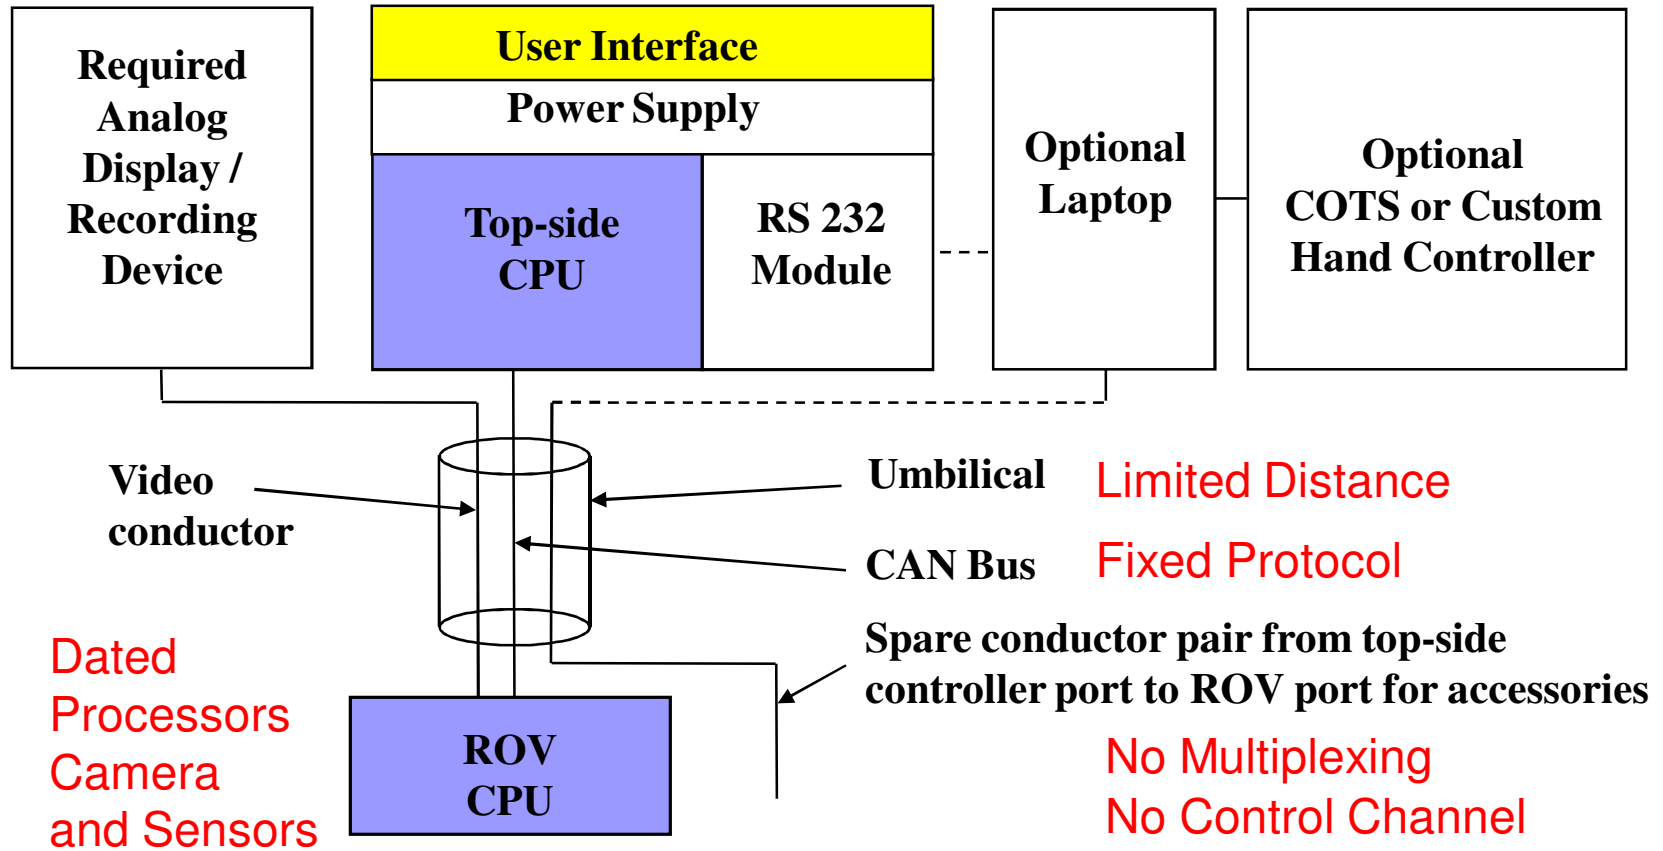 Required
Analog
Display /
Recording
Device
User Interface
Power Supply
Top-side
CPU
RS 232
Module
Optional
Laptop
Optional
COTS or Custom
Hand Controller
Video
conductor
Umbilical
Limited Distance
CAN Bus
Fixed Protocol
Spare conductor pair from top-side
controller port to ROV port for accessories
No Multiplexing
No Control Channel
Dated
Processors
Camera
and Sensors
ROV
CPU